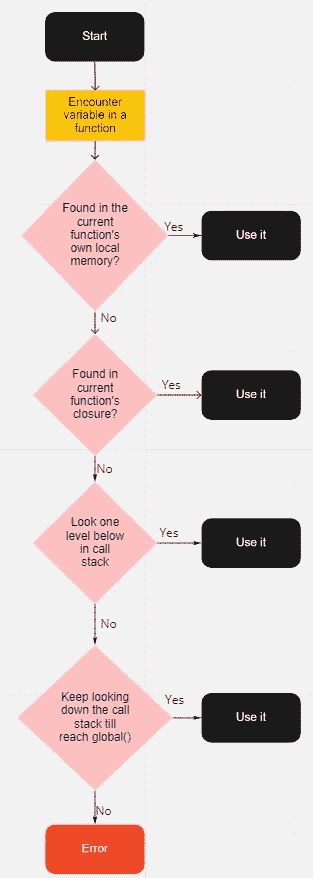 Start
Encounter
variable in a
function
Found in the
current
function's
own local
memory?
Yes
Use it
No
Found in
current
function's
closure?
Yes
Use it
No
Look one
level below
in call
stack
Yes
Use it
No
Keep looking
down the call
stack till
reach global()
Yes
Use it
No
Error